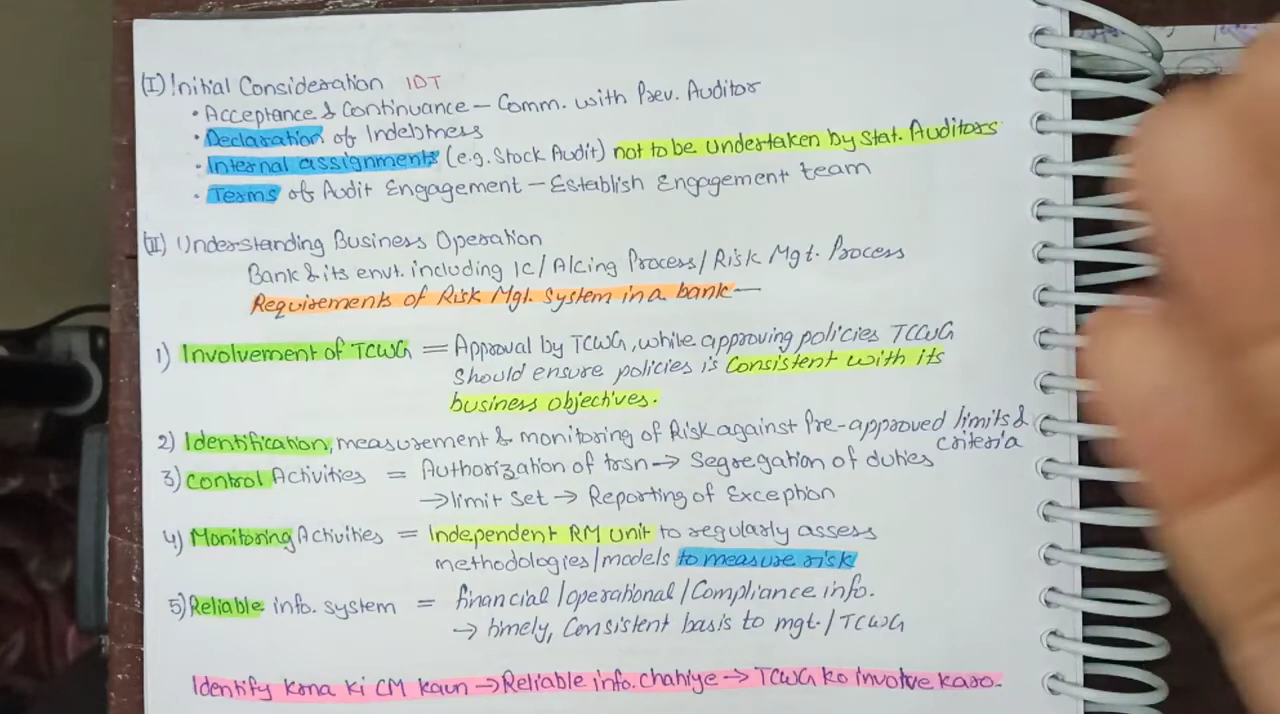 (I) Initial Consideration IDT
• Acceptance & Continuance – Comm. with Prev. Auditor
• Declaration of Indebtness
• Internal assignments (e.g. Stock Audit) not to be undertaken by Stat. Auditors
• Terms of Audit Engagement – Establish Engagement team
(II) Understanding Business Operation
Bank & its envt. including IC / A/cing Process / Risk Mgt. Process
Requirements of Risk Mgt. System in a bank —
1) Involvement of TCWG = Approval by TCWG, while approving policies TCWG
Should ensure policies is Consistent with its
business objectives.
2) Identification, measurement & monitoring of Risk against Pre-approved limits &
criteria
3) Control Activities = Authorization of trsn → Segregation of duties
→ limit Set → Reporting of Exception
4) Monitoring Activities = Independent RM unit to regularly assess
methodologies/models to measure risk
5) Reliable info. system = financial / operational / Compliance info.
→ timely, Consistent basis to mgt. / TCWG
Identify krna ki CM kaun → Reliable info. chahiye → TCWG ko involve karo.